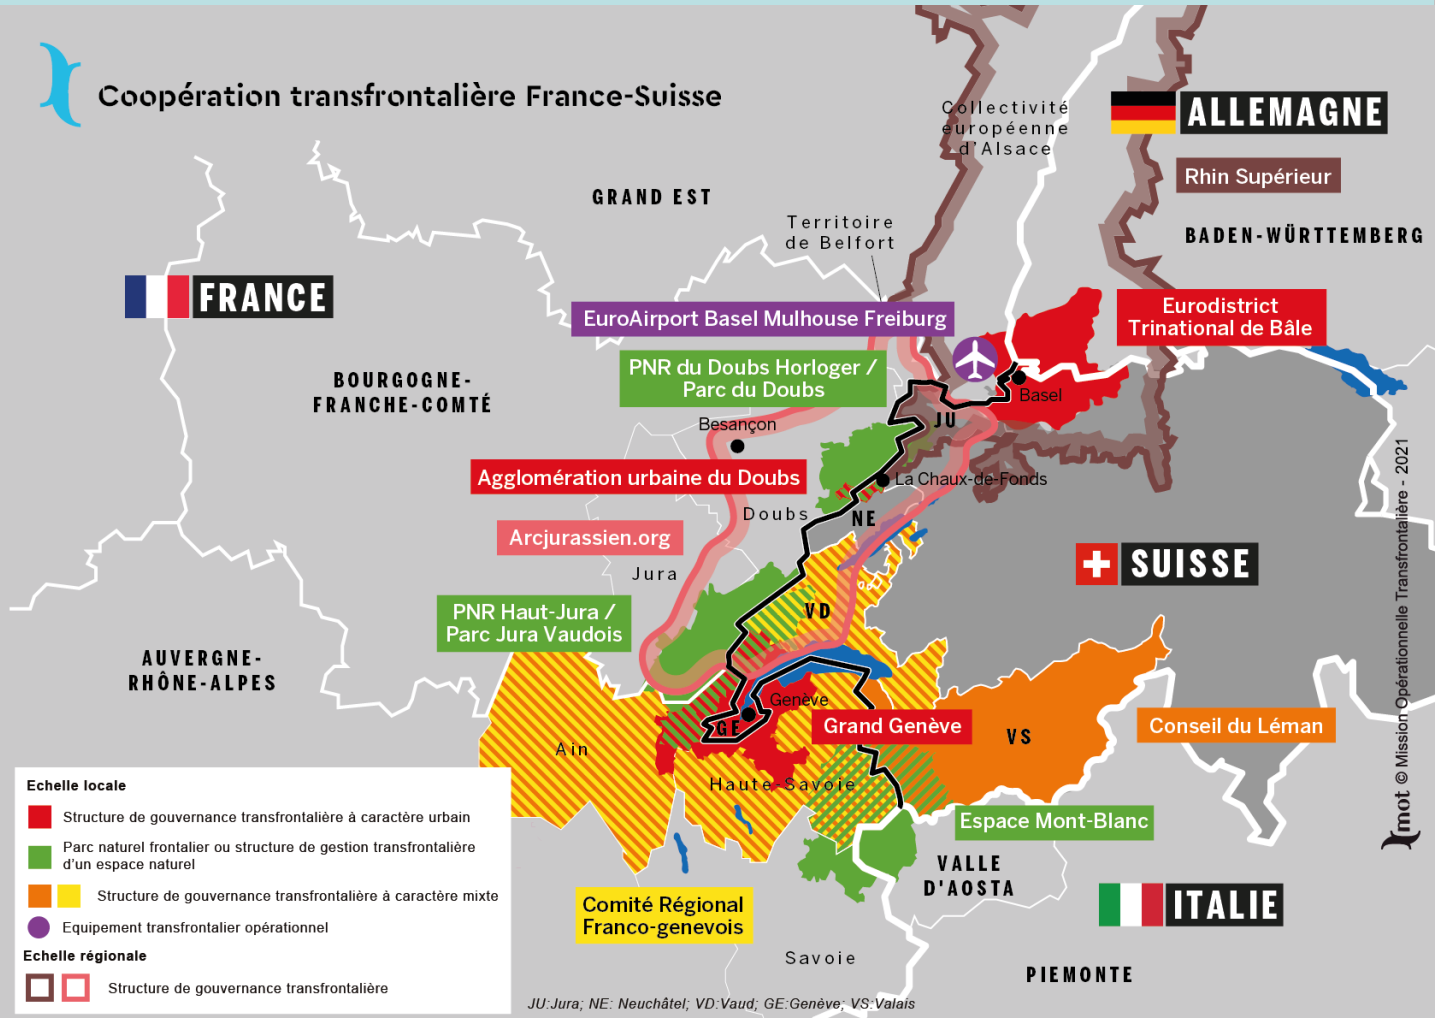 Coopération transfrontalière France-Suisse
Collectivité
européenne
d'Alsace
ALLEMAGNE
Rhin Supérieur
GRAND EST
Territoire
de Belfort
BADEN-WÜRTTEMBERG
FRANCE
EuroAirport Basel Mulhouse Freiburg
Eurodistrict
Trinational de Bâle
PNR du Doubs Horloger /
Parc du Doubs
BOURGOGNE-
FRANCHE-COMTÉ
Basel
JU
Besançon
Agglomération urbaine du Doubs
La Chaux-de-Fonds
Doubs
NE
Arcjurassien.org
Jura
SUISSE
PNR Haut-Jura /
Parc Jura Vaudois
VD
AUVERGNE-
RHÔNE-ALPES
Genève
GE
Grand Genève
VS
Conseil du Léman
Ain
Haute-Savoie
Espace Mont-Blanc
VALLE
D'AOSTA
ITALIE
Comité Régional
Franco-genevois
Savoie
PIEMONTE
Echelle locale
Structure de gouvernance transfrontalière à caractère urbain
Parc naturel frontalier ou structure de gestion transfrontalière
d'un espace naturel
Structure de gouvernance transfrontalière à caractère mixte
Equipement transfrontalier opérationnel
Echelle régionale
Structure de gouvernance transfrontalière
JU:Jura; NE: Neuchâtel; VD:Vaud; GE:Genève; VS:Valais
mot © Mission Opérationnelle Transfrontalière - 2021